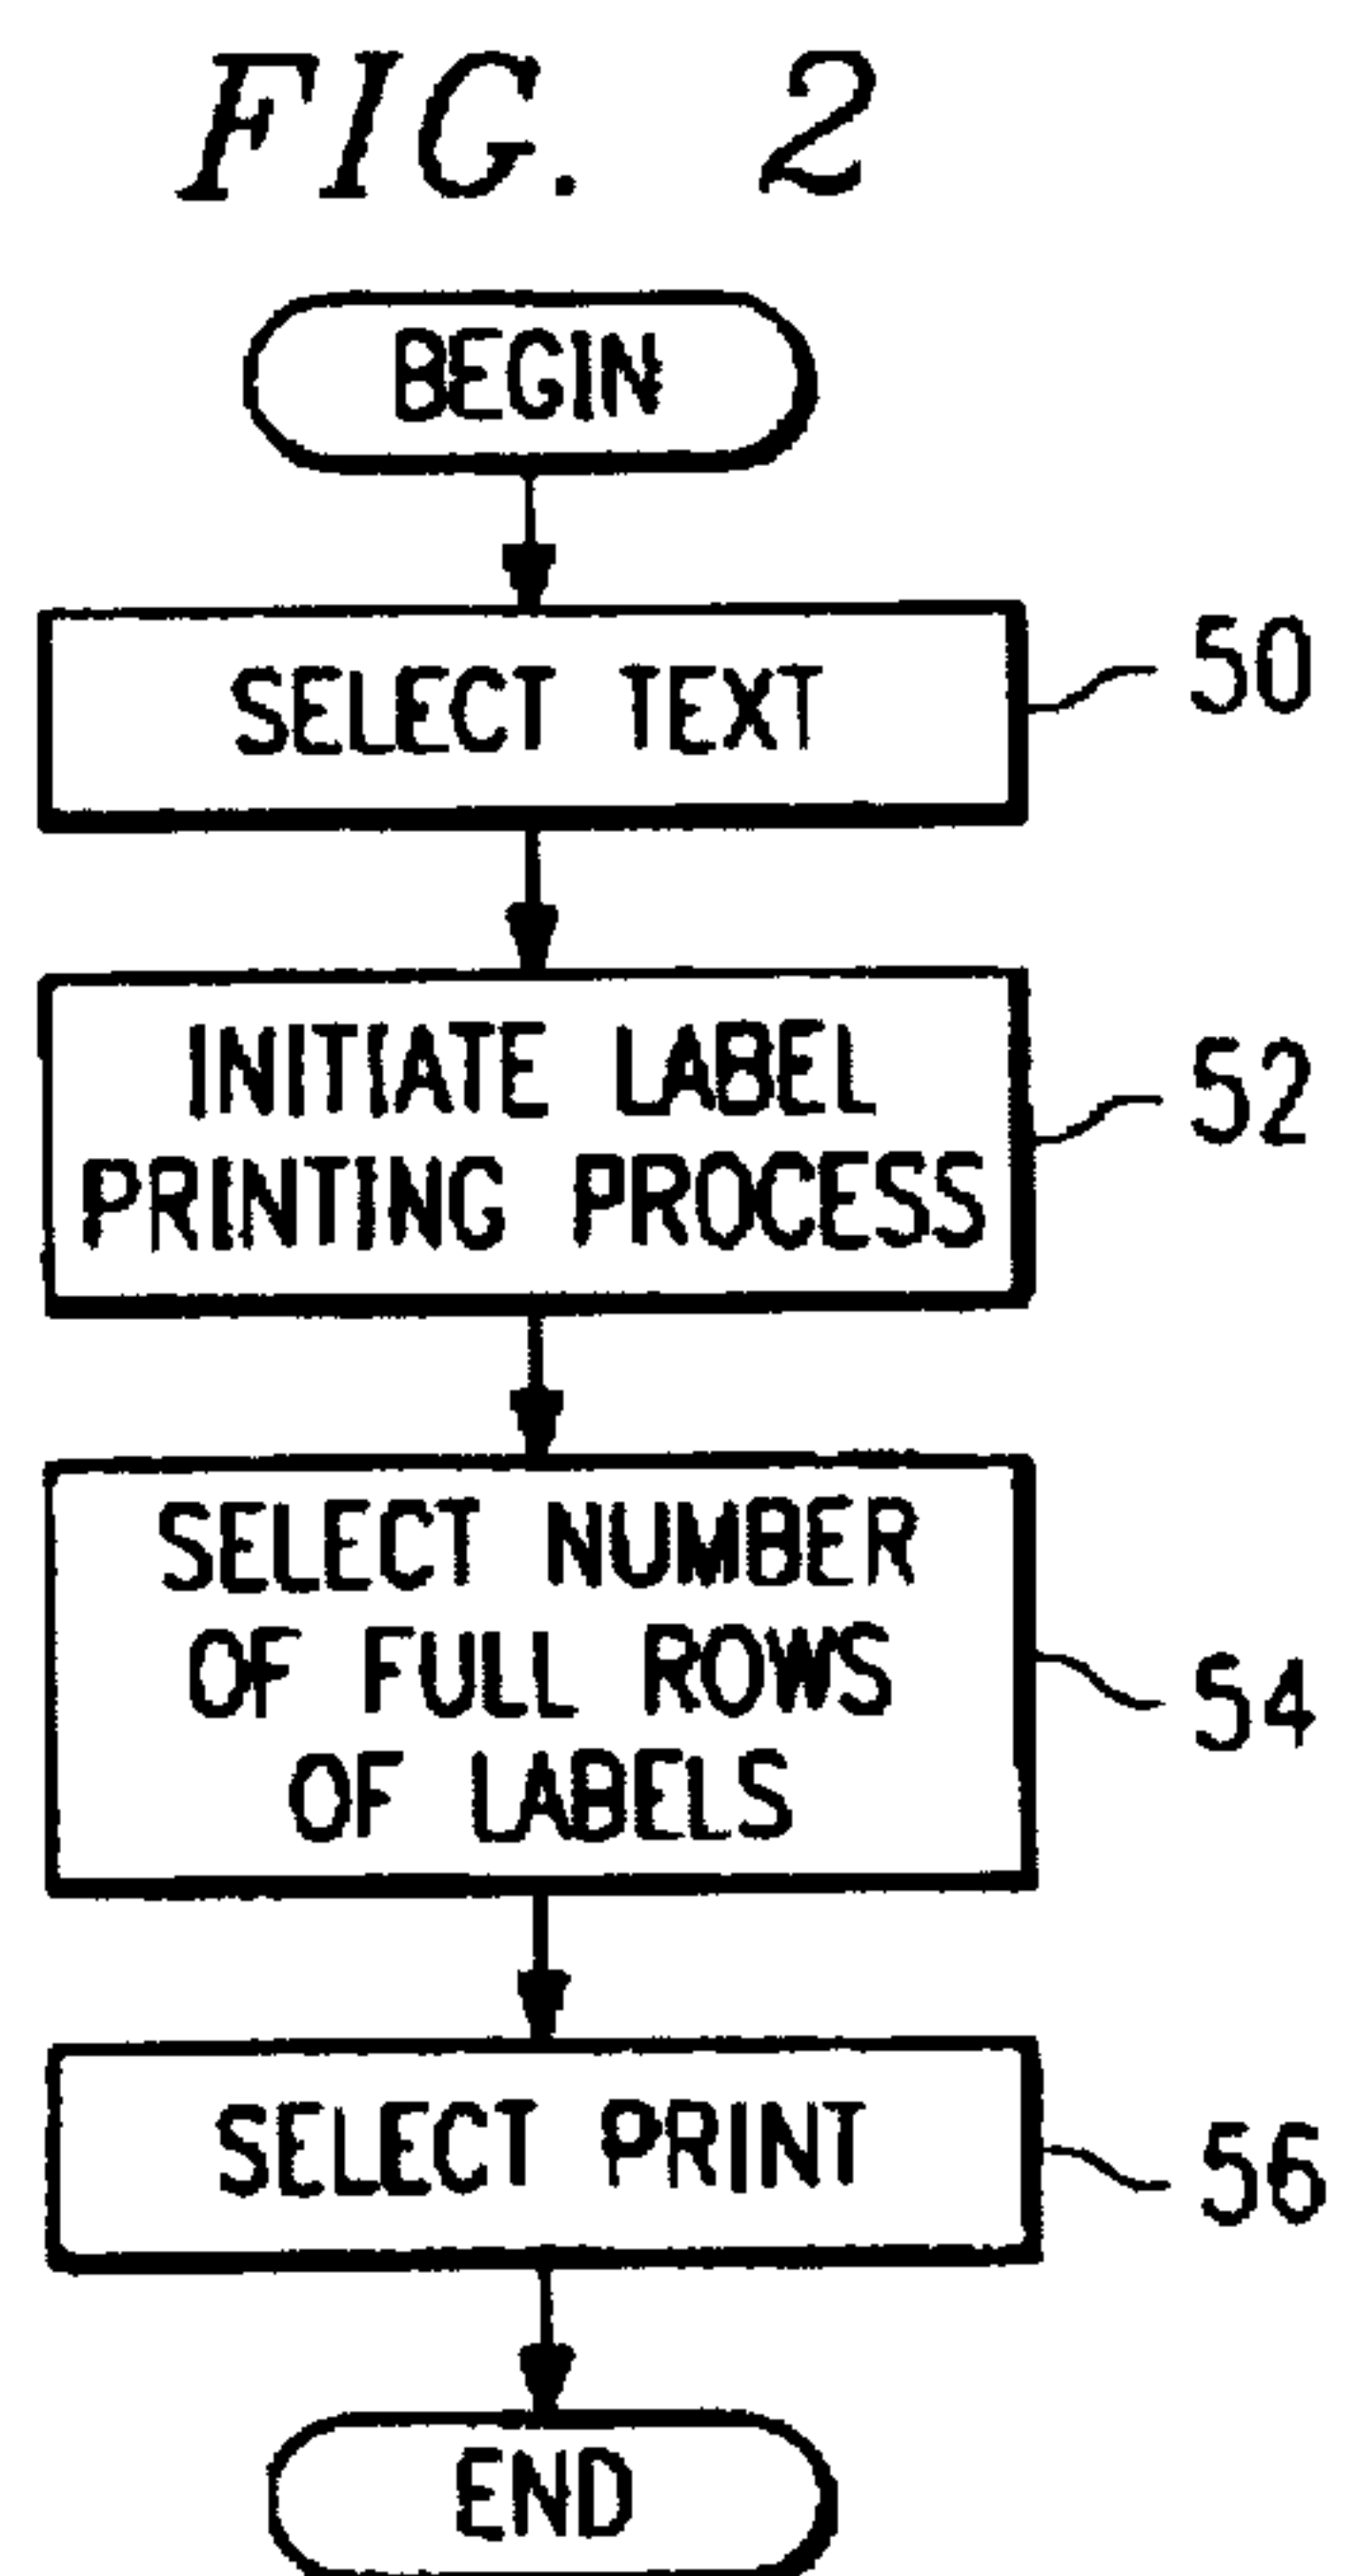 FIG. 2
BEGIN
SELECT TEXT
50
INITIATE LABEL
PRINTING PROCESS
52
SELECT NUMBER
OF FULL ROWS
OF LABELS
54
SELECT PRINT
56
END